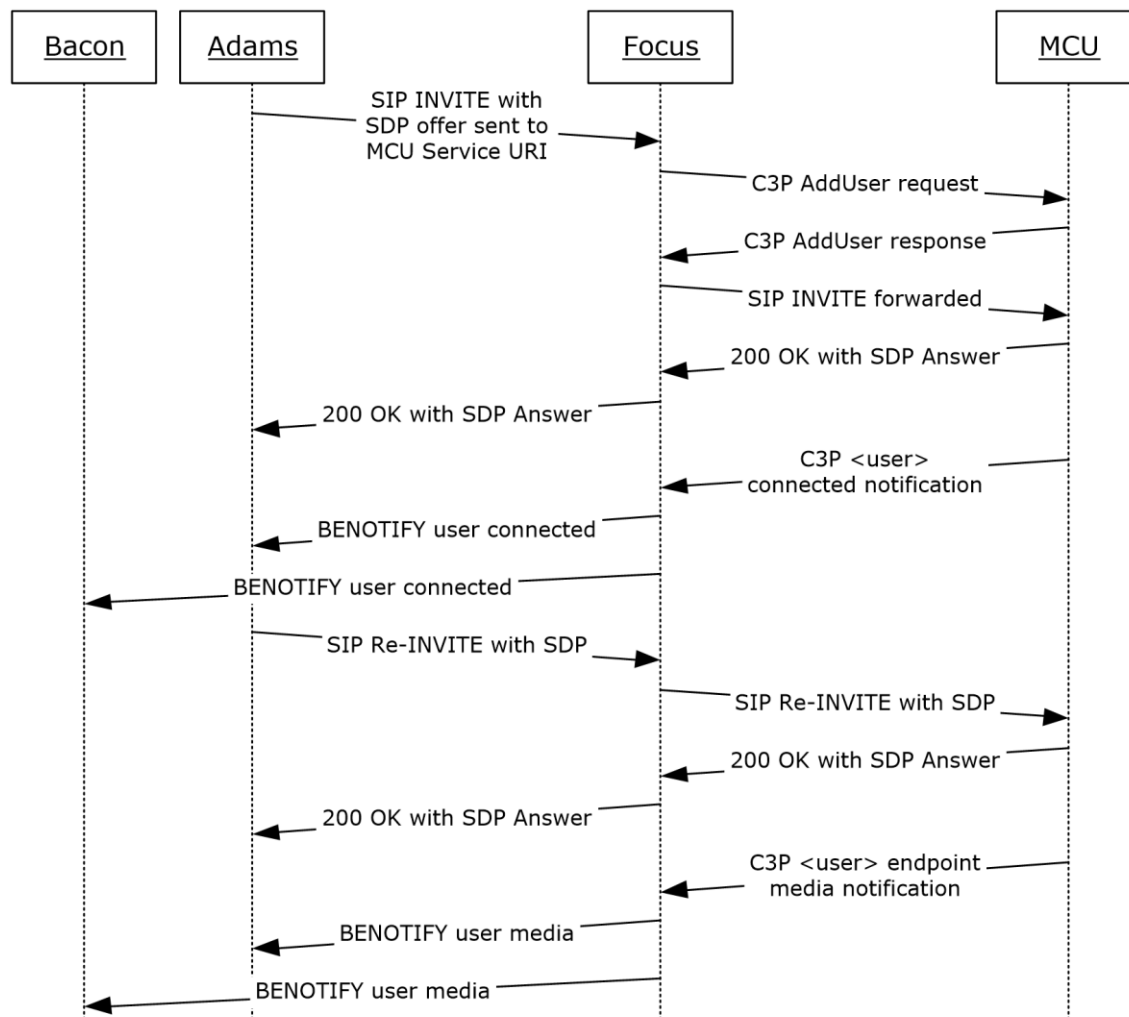 Bacon
Adams
Focus
MCU
SIP INVITE with
SDP offer sent to
MCU Service URI
C3P AddUser request
C3P AddUser response
SIP INVITE forwarded
200 OK with SDP Answer
200 OK with SDP Answer
C3P <user>
connected notification
BENOTIFY user connected
BENOTIFY user connected
SIP Re-INVITE with SDP
SIP Re-INVITE with SDP
200 OK with SDP Answer
200 OK with SDP Answer
C3P <user> endpoint
media notification
BENOTIFY user media
BENOTIFY user media